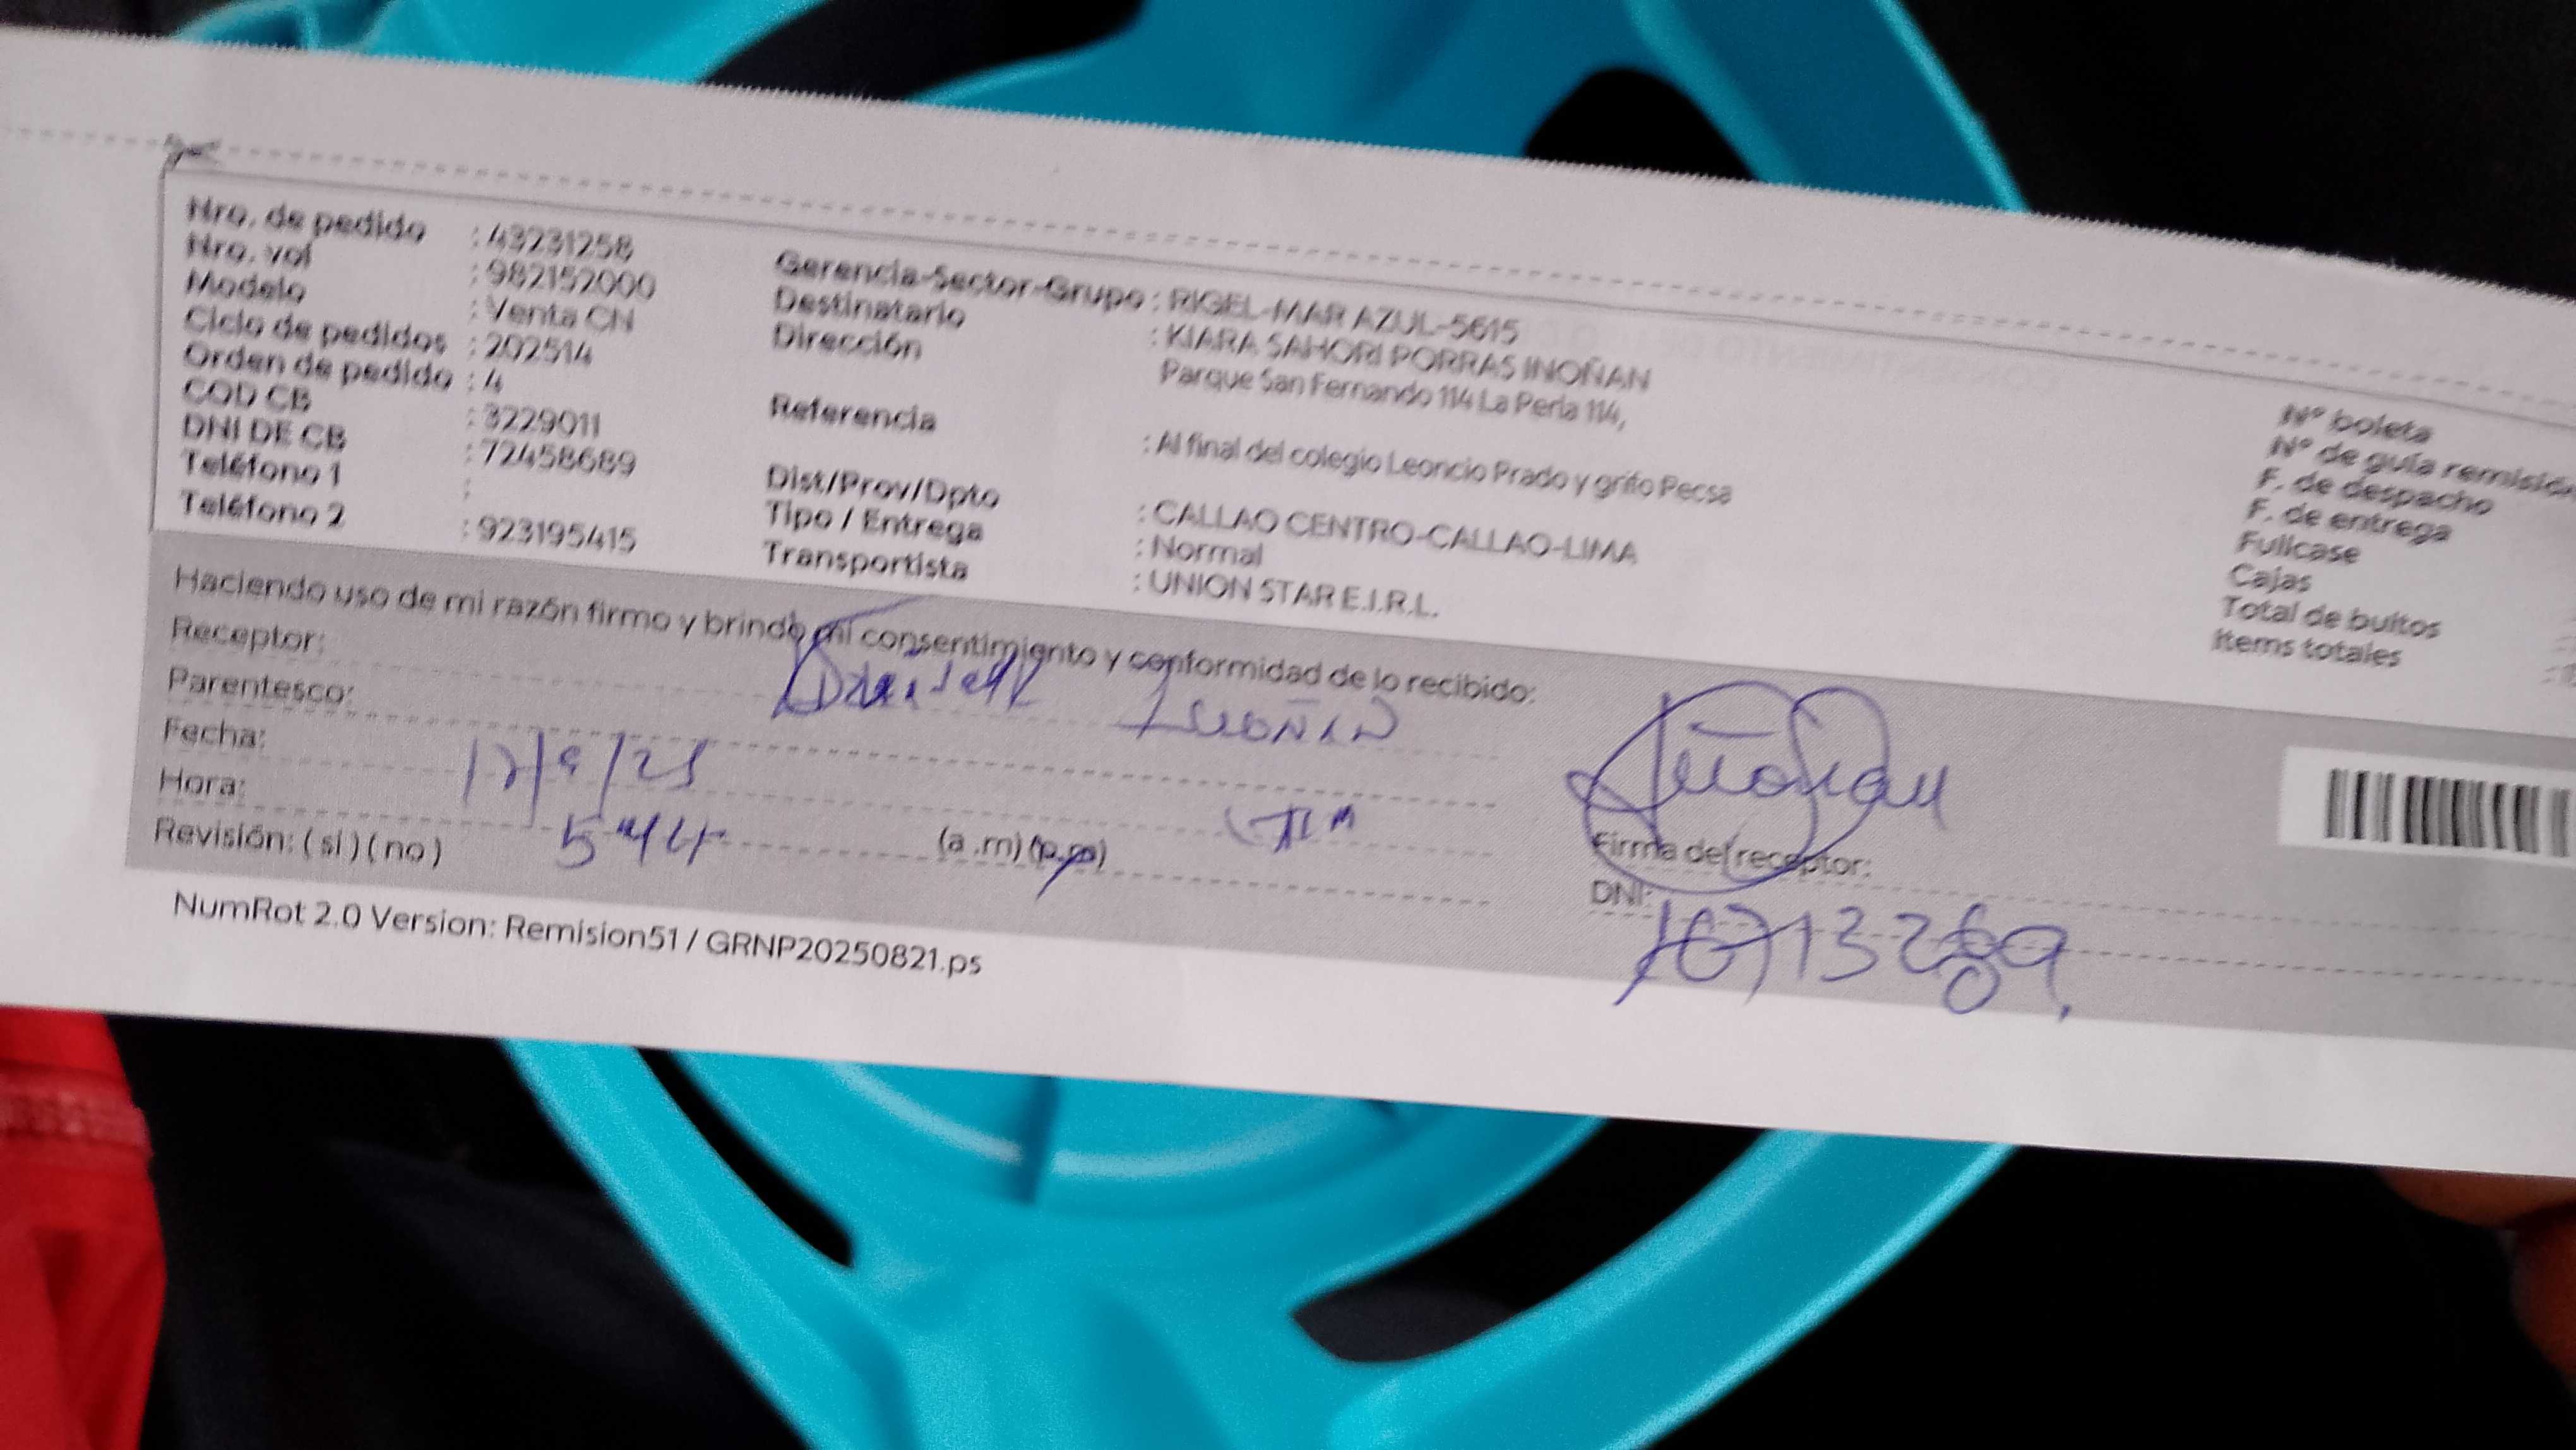 Nro. de pedido : 43231258
Nro. vol : 982152000
Modelo : Venta CN
Ciclo de pedidos : 202514
Orden de pedido : 4
COD CB : 3229011
DNI DE CB : 72458689
Teléfono 1 :
Teléfono 2 : 923195415
Gerencia-Sector-Grupo : RIGEL-MAR AZUL-5615
Destinatario : KIARA SAHORI PORRAS INOÑAN
Dirección Parque San Fernando 114 La Perla 114,
Referencia : Al final del colegio Leoncio Prado y grifo Pecsa
Dist/Prov/Dpto : CALLAO CENTRO-CALLAO-LIMA
Tipo / Entrega : Normal
Transportista : UNION STAR E.I.R.L.
N° boleta
N° de guía remisión
F. de despacho
F. de entrega
Fullcase
Cajas
Total de bultos
Items totales
Haciendo uso de mi razón firmo y brindo mi consentimiento y conformidad de lo recibido:
Receptor: INOÑAN
Parentesco:
Fecha:
Hora: 5 44 (a .m) (p.m)
Revisión: ( si ) ( no )
Firma del receptor:
DNI:
NumRot 2.0 Version: Remision51 / GRNP20250821.ps